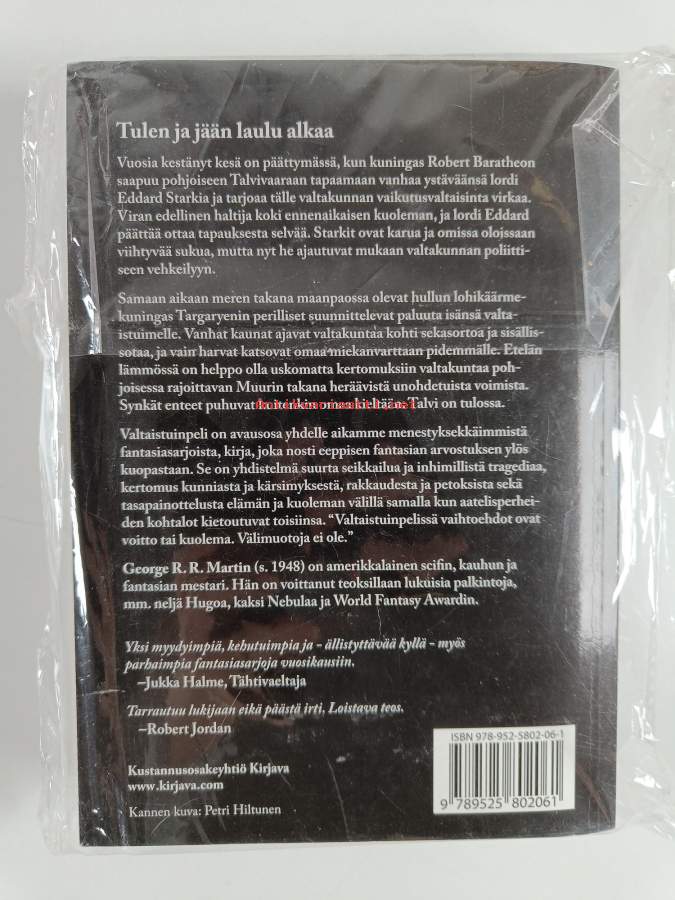 Tulen ja jään laulu alkaa
Vuosia kestänyt kesä on päättymässä, kun kuningas Robert Baratheon
saapuu pohjoiseen Talvivaaraan tapaamaan vanhaa ystäväänsä lordi
Eddard Starkia ja tarjoaa tälle valtakunnan vaikutusvaltaisinta virkaa.
Viran edellinen haltija koki ennenaikaisen kuoleman, ja lordi Eddard
päättää ottaa tapauksesta selvää. Starkit ovat karua ja omissa oloissaan
viihtyvää sukua, mutta nyt he ajautuvat mukaan valtakunnan poliitti-
seen vehkeilyyn.
Samaan aikaan meren takana maanpaossa olevat hullun lohikäärme-
kuningas Targaryenin perilliset suunnittelevat paluuta isänsä valta-
istuimelle. Vanhat kaunat ajavat valtakuntaa kohti sekasortoa ja sisällis-
sotaa, ja vain harvat katsovat omaa miekanvarttaan pidemmälle. Etelän
lämmössä on helppo olla uskomatta kertomuksiin valtakuntaa poh-
joisessa rajoittavan Muurin takana heräävistä unohdetuista voimista.
Synkät enteet puhuvat kuitenkin omaa kieltään: Talvi on tulossa.
Valtaistuinpeli on avausosa yhdelle aikamme menestyksekkäimmistä
fantasiasarjoista, kirja, joka nosti eeppisen fantasian arvostuksen ylös
kuopastaan. Se on yhdistelmä suurta seikkailua ja inhimillistä tragediaa,
kertomus kunniasta ja kärsimyksestä, rakkaudesta ja petoksista sekä
tasapainottelusta elämän ja kuoleman välillä samalla kun aatelisperhei-
den kohtalot kietoutuvat toisiinsa. “Valtaistuinpelissä vaihtoehdot ovat
voitto tai kuolema. Välimuotoja ei ole.”
George R. R. Martin (s. 1948) on amerikkalainen scifin, kauhun ja
fantasian mestari. Hän on voittanut teoksillaan lukuisia palkintoja,
mm. neljä Hugoa, kaksi Nebulaa ja World Fantasy Awardin.
Yksi myydyimpiä, kehutuimpia ja - ällistyttävää kyllä - myös
parhaimpia fantasiasarjoja vuosikausiin.
–Jukka Halme, Tähtivaeltaja
Tarrautuu lukijaan eikä päästä irti. Loistava teos.
–Robert Jordan
ISBN 978-952-5802-06-1
9 789525 802061
Kustannusosakeyhtiö Kirjava
www.kirjava.com
Kannen kuva: Petri Hiltunen